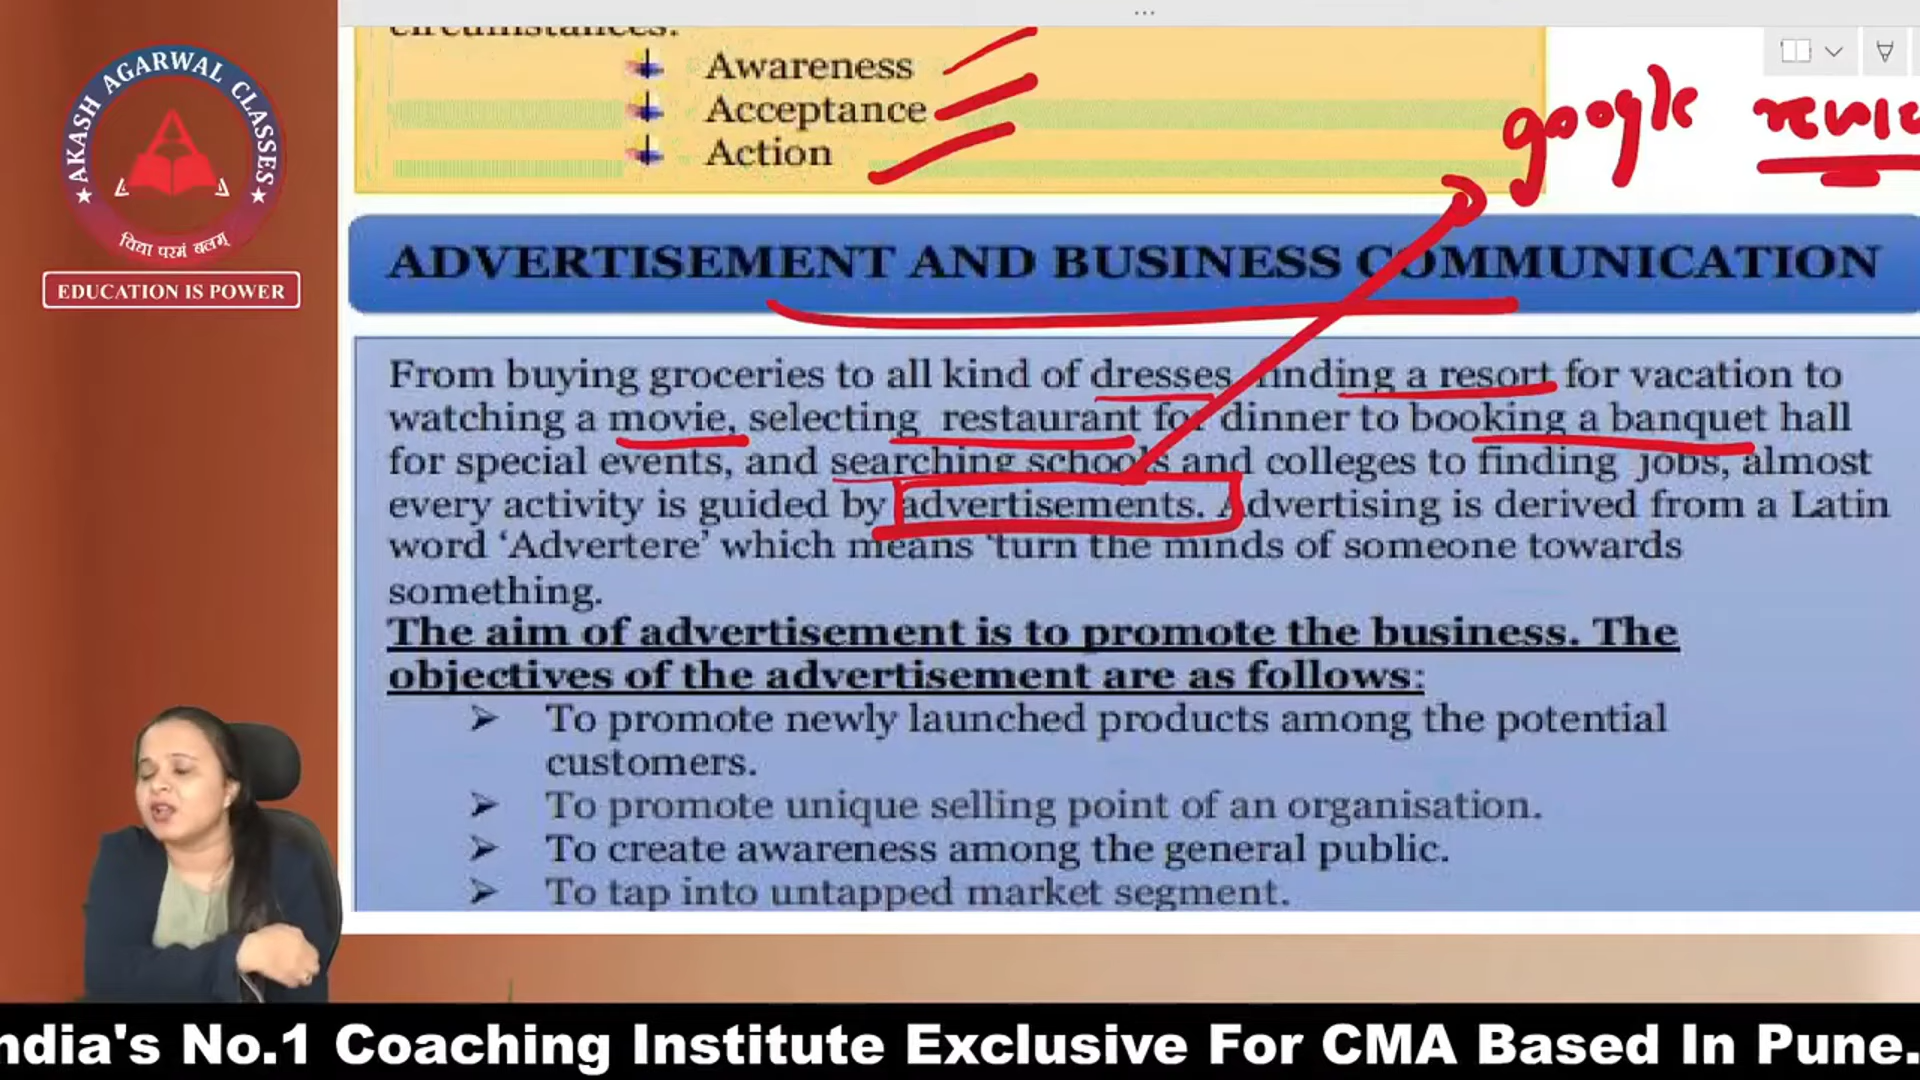 AKASH AGARWAL CLASSES
विद्या परमं बलम्
EDUCATION IS POWER
circumstances:
Awareness
Acceptance
Action
google
ADVERTISEMENT AND BUSINESS COMMUNICATION
From buying groceries to all kind of dresses, finding a resort for vacation to
watching a movie, selecting restaurant for dinner to booking a banquet hall
for special events, and searching schools and colleges to finding jobs, almost
every activity is guided by advertisements. Advertising is derived from a Latin
word ‘Advertere’ which means ‘turn the minds of someone towards
something.
The aim of advertisement is to promote the business. The
objectives of the advertisement are as follows:
To promote newly launched products among the potential
customers.
To promote unique selling point of an organisation.
To create awareness among the general public.
To tap into untapped market segment.
ndia's No.1 Coaching Institute Exclusive For CMA Based In Pune.